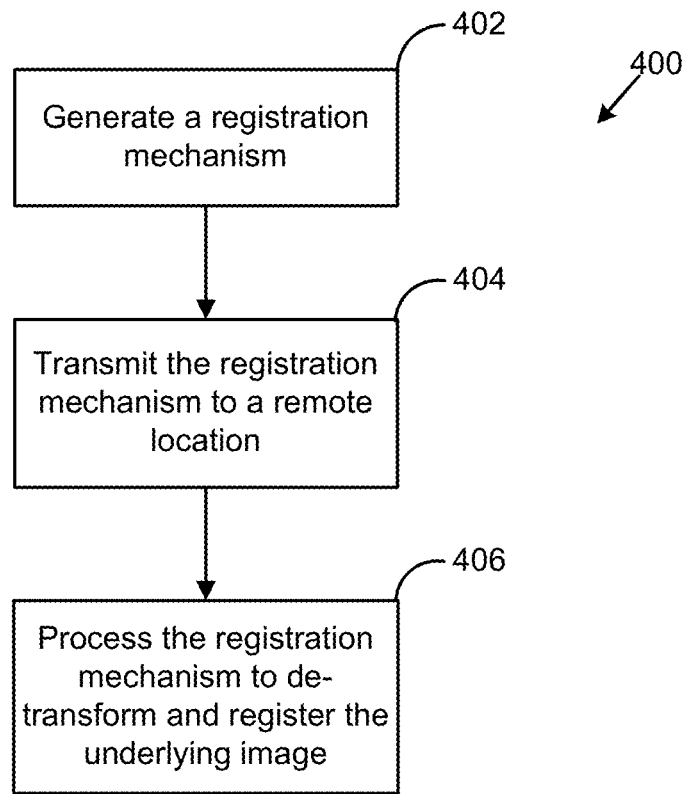 402
400
Generate a registration
mechanism
404
Transmit the registration
mechanism to a remote
location
406
Process the registration
mechanism to de-
transform and register the
underlying image